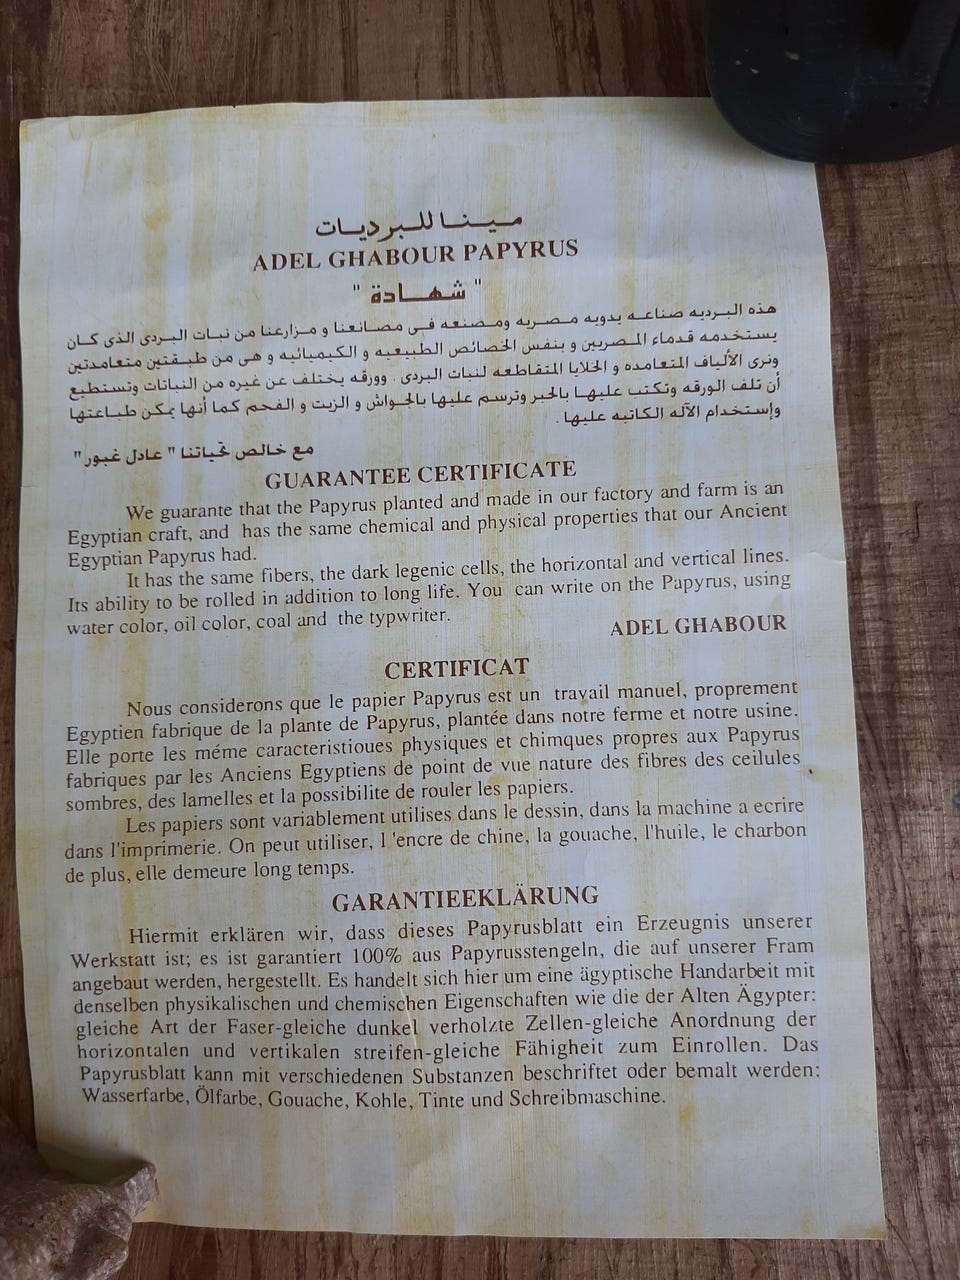 مينا للبرديات
ADEL GHABOUR PAPYRUS
" شهادة "
هذه البرديه صناعه يدويه مصريه ومصنعه فى مصانعنا و مزارعنا من نبات البردى الذى كان
يستخدمه قدماء المصريين و بنفس الخصائص الطبيعيه و الكيميائيه و هى من طبقتين متعامدتين
ونرى الألياف المتعامده و الخلايا المتقاطعه لنبات البردى . وورقه يختلف عن غيره من النباتات وتستطيع
أن تلف الورقه وتكتب عليها بالحبر وترسم عليها بالجواش و الزيت و الفحم كما أنها يمكن طباعتها
وإستخدام الآله الكاتبه عليها .
مع خالص تحياتنا " عادل غبور "
GUARANTEE CERTIFICATE
We guarante that the Papyrus planted and made in our factory and farm is an
Egyptian craft, and has the same chemical and physical properties that our Ancient
Egyptian Papyrus had.
It has the same fibers, the dark legenic cells, the horizontal and vertical lines.
Its ability to be rolled in addition to long life. You can write on the Papyrus, using
water color, oil color, coal and the typwriter.
ADEL GHABOUR
CERTIFICAT
Nous considerons que le papier Papyrus est un travail manuel, proprement
Egyptien fabrique de la plante de Papyrus, plantée dans notre ferme et notre usine.
Elle porte les méme caracteristioues physiques et chimques propres aux Papyrus
fabriques par les Anciens Egyptiens de point de vue nature des fibres des ceilules
sombres, des lamelles et la possibilite de rouler les papiers.
Les papiers sont variablement utilises dans le dessin, dans la machine a ecrire
dans l'imprimerie. On peut utiliser, l 'encre de chine, la gouache, l'huile, le charbon
de plus, elle demeure long temps.
GARANTIEEKLÄRUNG
Hiermit erklären wir, dass dieses Papyrusblatt ein Erzeugnis unserer
Werkstatt ist; es ist garantiert 100% aus Papyrusstengeln, die auf unserer Fram
angebaut werden, hergestellt. Es handelt sich hier um eine ägyptische Handarbeit mit
denselben physikalischen und chemischen Eigenschaften wie die der Alten Ägypter:
gleiche Art der Faser-gleiche dunkel verholzte Zellen-gleiche Anordnung der
horizontalen und vertikalen streifen-gleiche Fähigheit zum Einrollen. Das
Papyrusblatt kann mit verschiedenen Substanzen beschriftet oder bemalt werden:
Wasserfarbe, Ölfarbe, Gouache, Kohle, Tinte und Schreibmaschine.